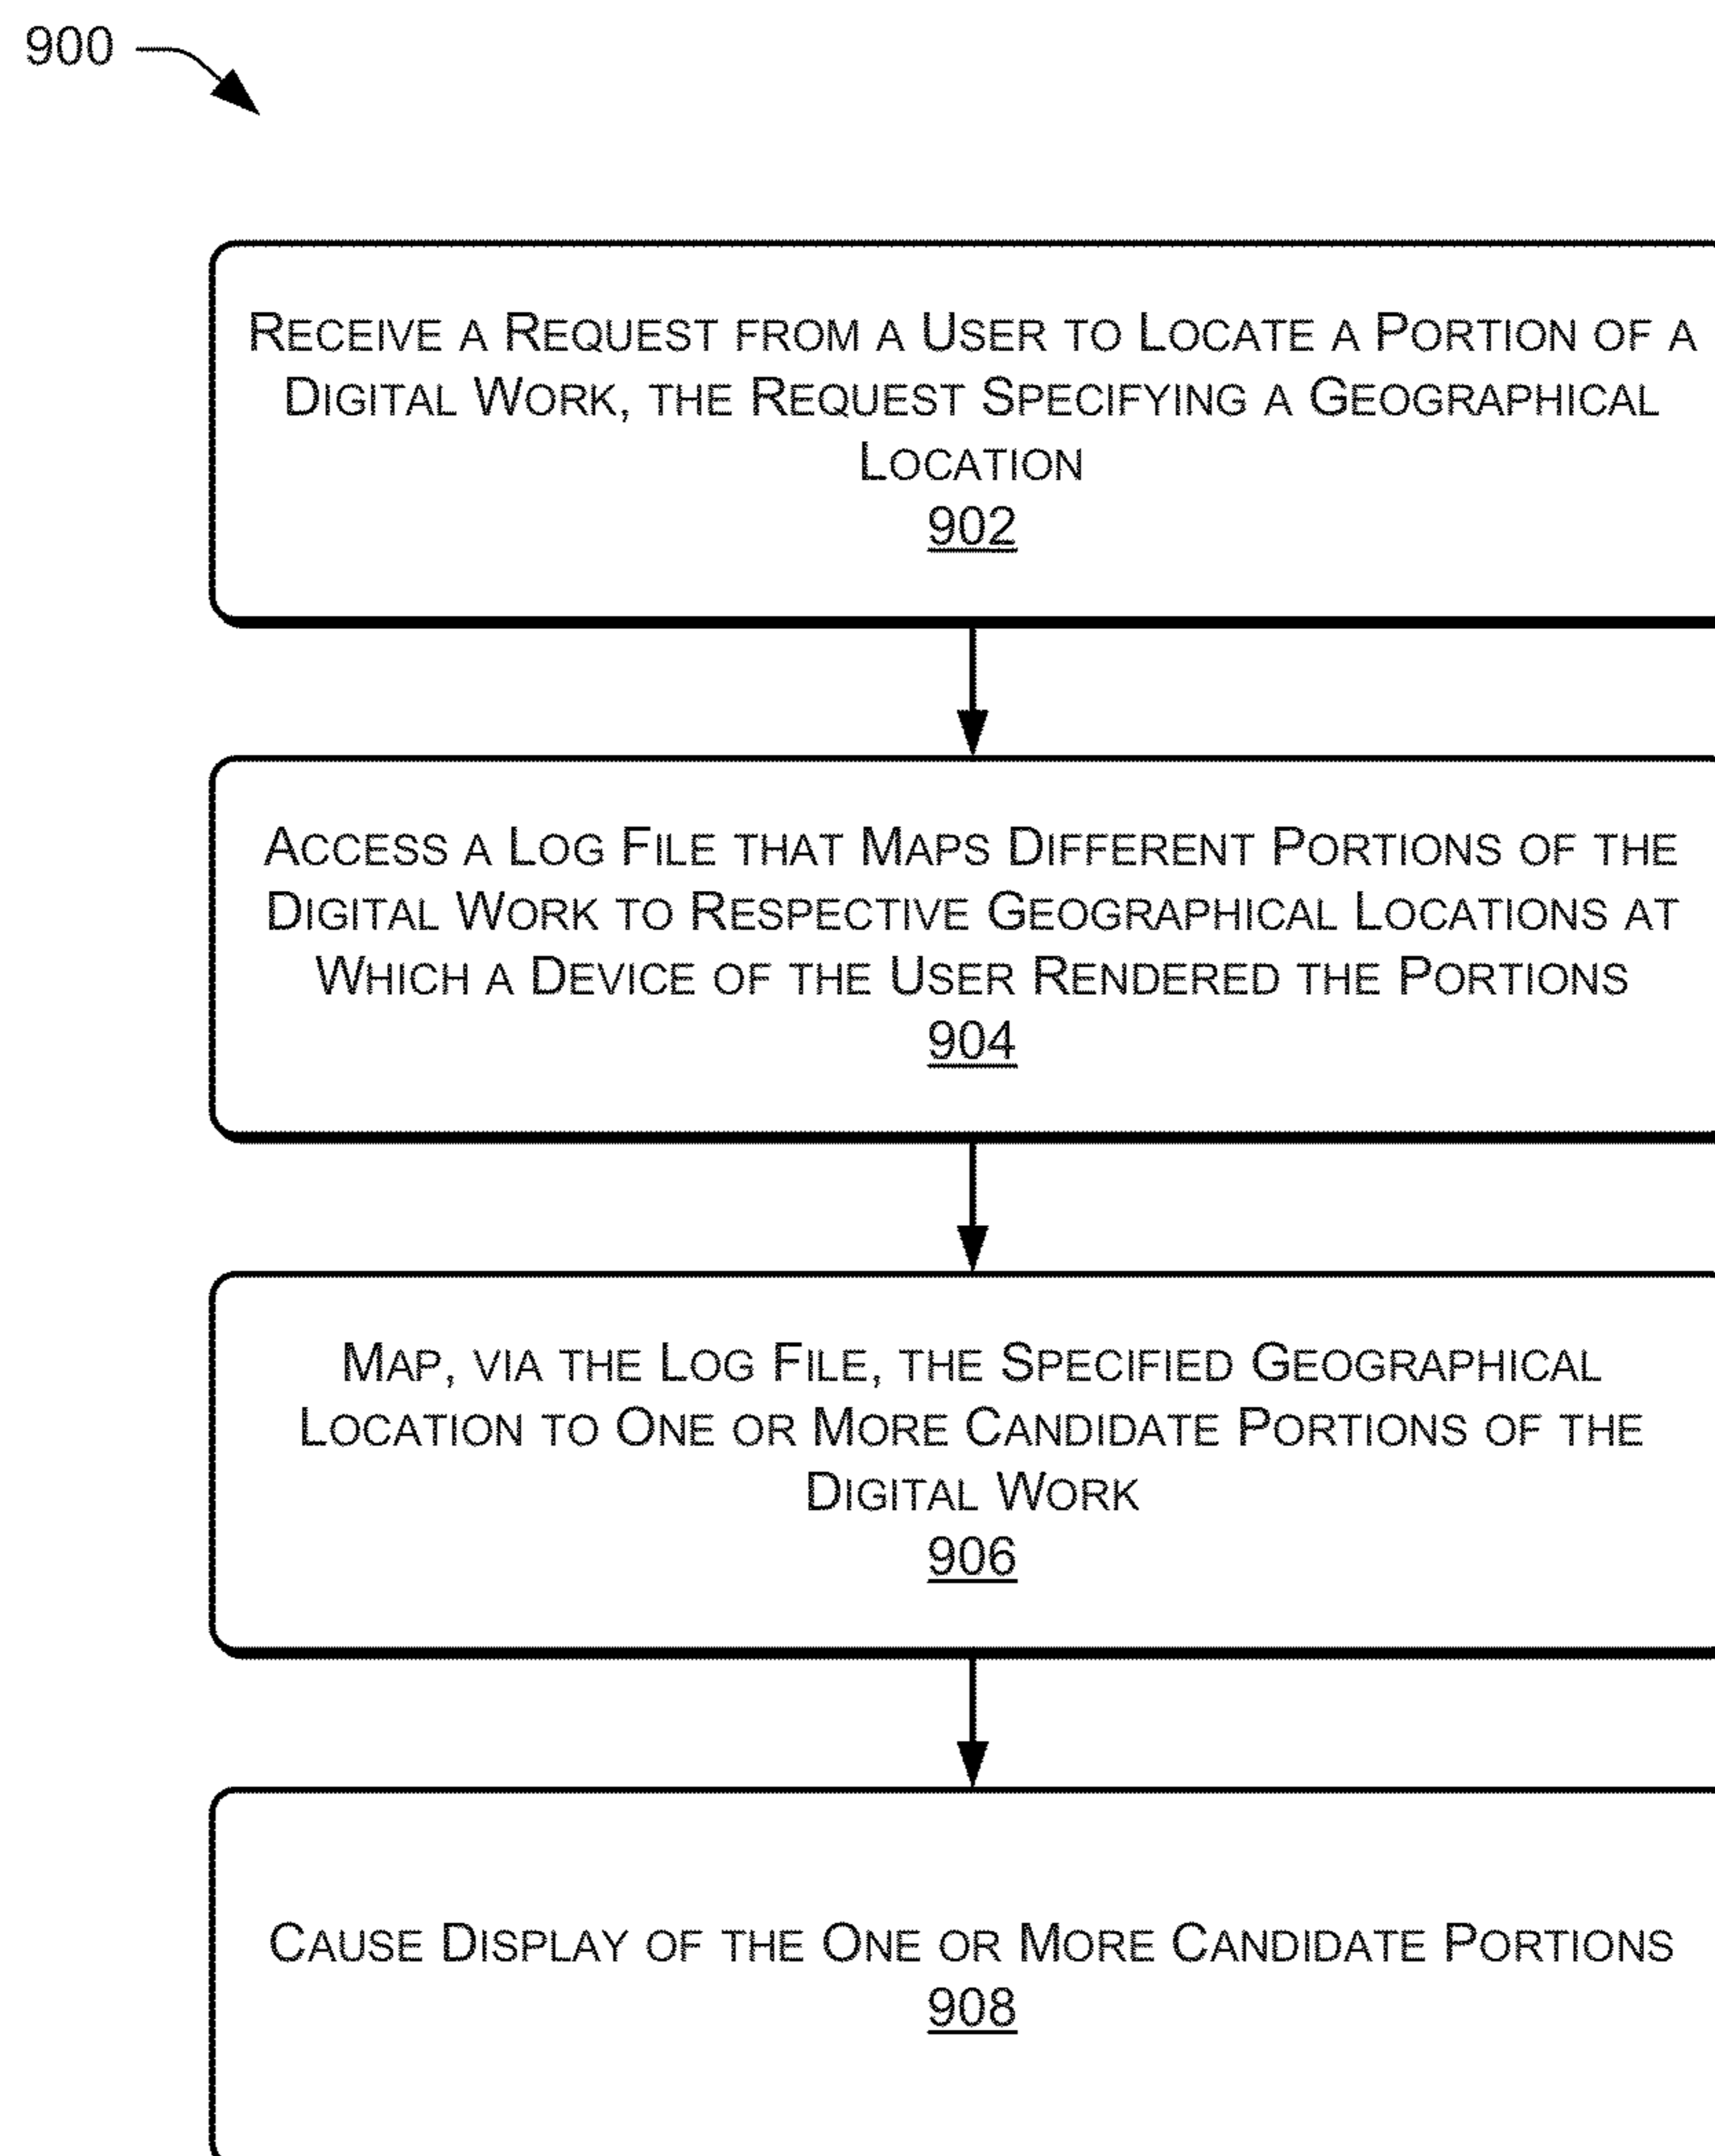 900
Receive a Request from a User to Locate a Portion of a
Digital Work, the Request Specifying a Geographical
Location
902
Access a Log File that Maps Different Portions of the
Digital Work to Respective Geographical Locations at
Which a Device of the User Rendered the Portions
904
Map, via the Log File, the Specified Geographical
Location to One or More Candidate Portions of the
Digital Work
906
Cause Display of the One or More Candidate Portions
908